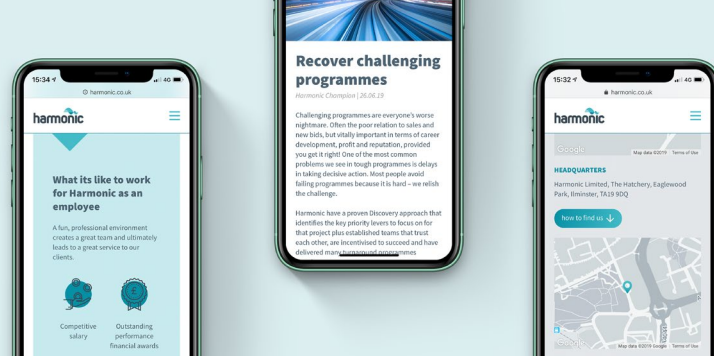 15:34
4G
harmonic.co.uk
harmonic
What its like to work
for Harmonic as an
employee
A fun, professional environment
creates a great team and ultimately
leads to a great service to our
clients.
Competitive
salary
£
Outstanding
performance
financial awards
Recover challenging
programmes
Harmonic Champion | 26.06.19
Challenging programmes are everyone's worse
nightmare. Often the poor relation to sales and
new bids, but vitally important in terms of career
development, profit and reputation, provided
you get it right! One of the most common
problems we see in tough programmes is delays
in taking decisive action. Most people avoid
failing programmes because it is hard – we relish
the challenge.
Harmonic have a proven Discovery approach that
identifies the key priority levers to focus on for
that project plus established teams that trust
each other, are incentivised to succeed and have
delivered many turnaround programmes
15:32
4G
harmonic.co.uk
harmonic
Google
Map data ©2019 Terms of Use
HEADQUARTERS
Harmonic Limited, The Hatchery, Eaglewood
Park, Ilminster, TA19 9DQ
how to find us
Google
Map data ©2019 Google Terms of Use